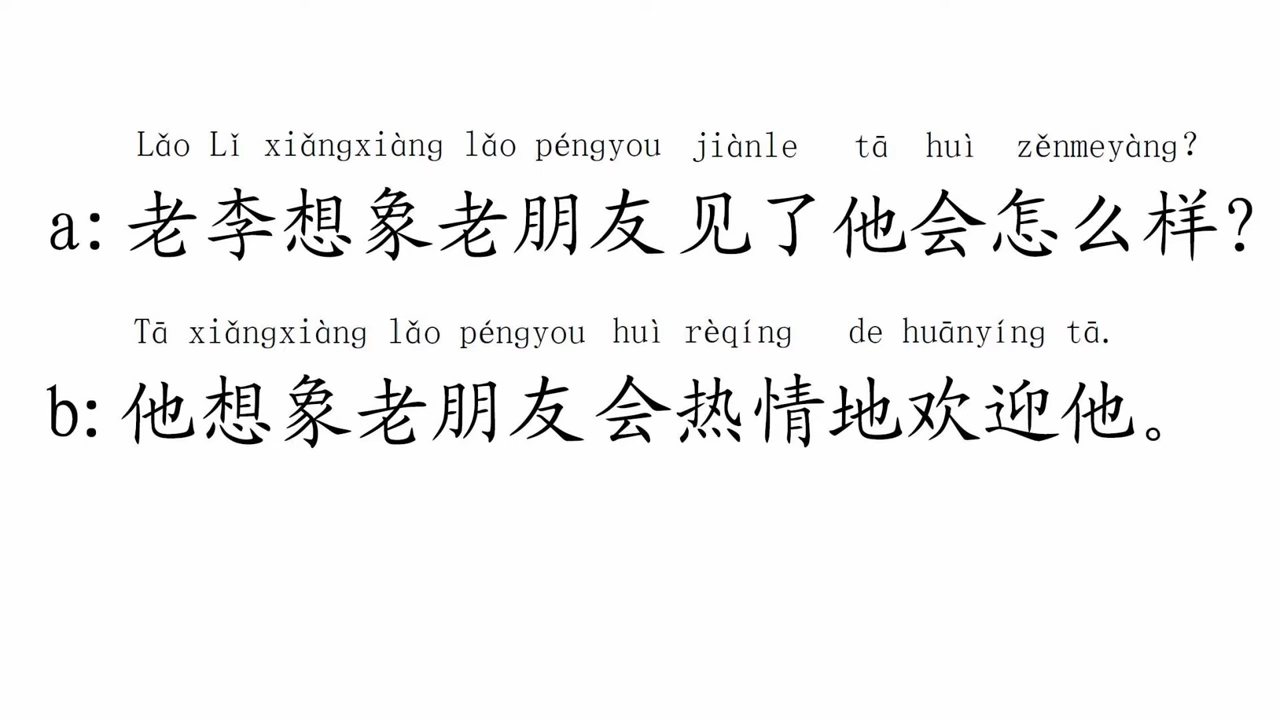 Lǎo Lǐ xiǎngxiàng lǎo péngyou jiànle tā huì zěnmeyàng?
a: 老李想象老朋友见了他会怎么样?
Tā xiǎngxiàng lǎo péngyou huì rèqíng de huānyíng tā.
b: 他想象老朋友会热情地欢迎他。